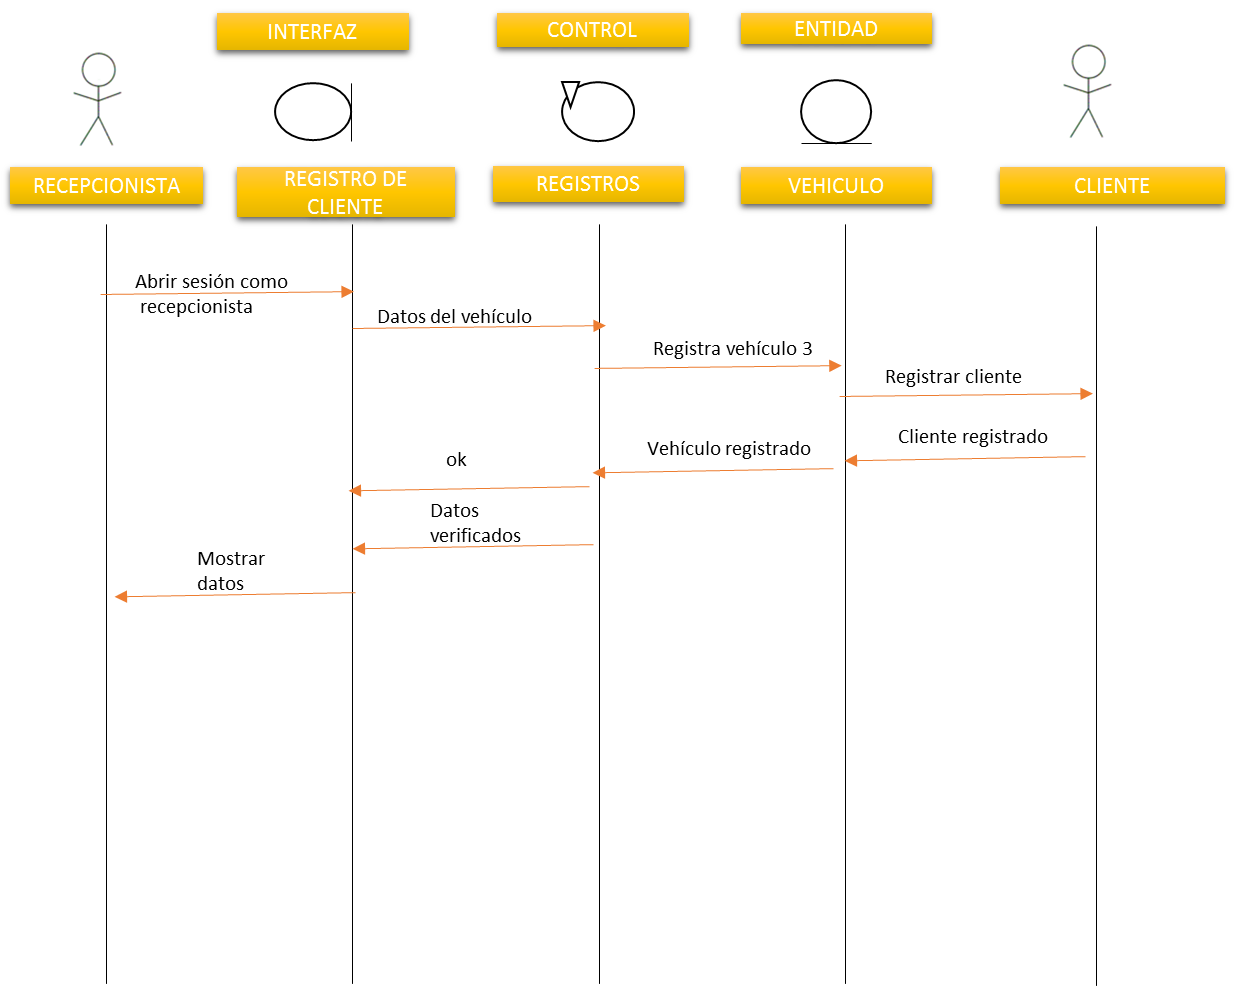 INTERFAZ
CONTROL
ENTIDAD
RECEPCIONISTA
REGISTRO DE
CLIENTE
REGISTROS
VEHICULO
CLIENTE
Abrir sesión como
recepcionista
Datos del vehículo
Registra vehículo 3
Registrar cliente
Cliente registrado
Vehículo registrado
ok
Datos
verificados
Mostrar
datos